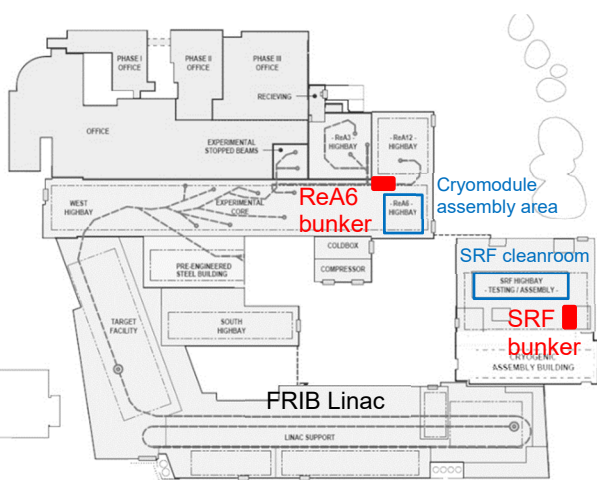 PHASE I
OFFICE
PHASE II
OFFICE
PHASE III
OFFICE
RECIEVING
OFFICE
EXPERIMENTAL
STOPPED BEAMS
- ReA3 -
HIGHBAY
- ReA12 -
HIGHBAY
WEST
HIGHBAY
EXPERIMENTAL
CORE
ReA6
bunker
- ReA6 -
HIGHBAY
Cryomodule
assembly area
COLDBOX
COMPRESSOR
PRE-ENGINEERED
STEEL BUILDING
SRF cleanroom
SRF HIGHBAY
- TESTING / ASSEMBLY -
SRF
bunker
CRYOGENIC
ASSEMBLY BUILDING
TARGET
FACILITY
SOUTH
HIGHBAY
FRIB Linac
LINAC SUPPORT